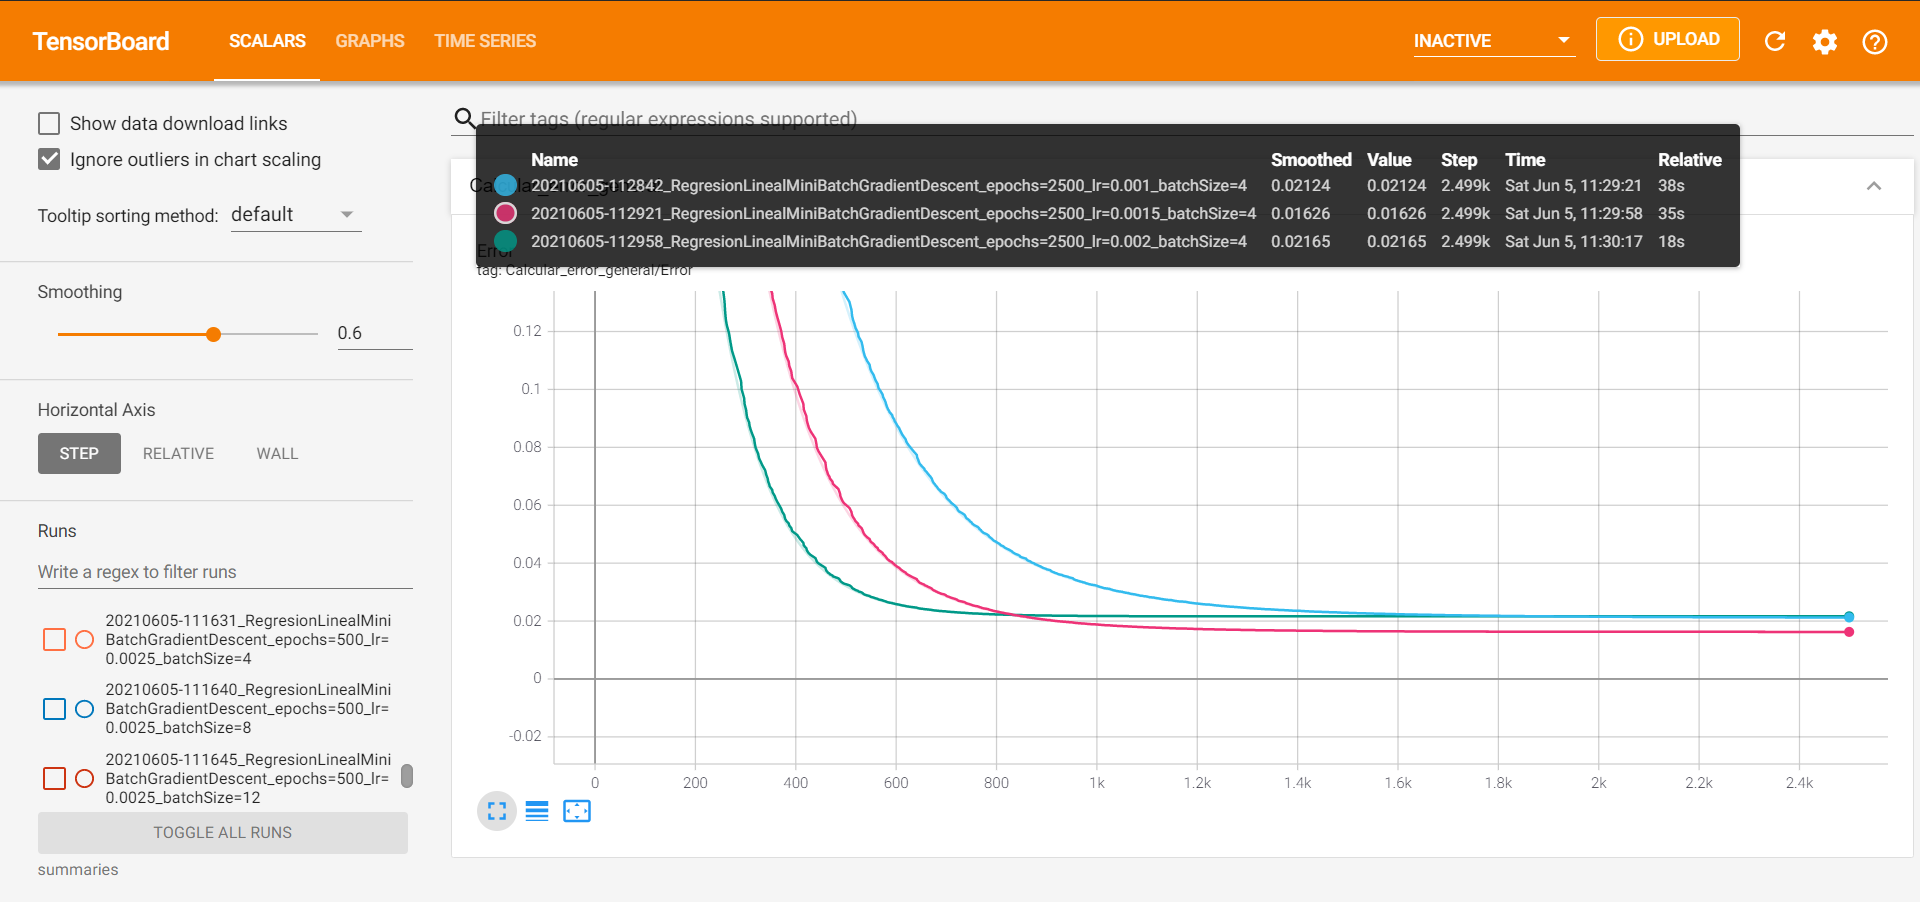 TensorBoard
SCALARS GRAPHS TIME SERIES
INACTIVE
UPLOAD
Show data download links
Ignore outliers in chart scaling
Tooltip sorting method: default
Smoothing
0.6
Horizontal Axis
STEP RELATIVE WALL
Runs
Write a regex to filter runs
20210605-111631_RegresionLinealMini
BatchGradientDescent_epochs=500_lr=
0.0025_batchSize=4
20210605-111640_RegresionLinealMini
BatchGradientDescent_epochs=500_lr=
0.0025_batchSize=8
20210605-111645_RegresionLinealMini
BatchGradientDescent_epochs=500_lr=
0.0025_batchSize=12
TOGGLE ALL RUNS
summaries
Filter tags (regular expressions supported)
Name Smoothed Value Step Time Relative
20210605-112842_RegresionLinealMiniBatchGradientDescent_epochs=2500_lr=0.001_batchSize=4 0.02124 0.02124 2.499k Sat Jun 5, 11:29:21 38s
20210605-112921_RegresionLinealMiniBatchGradientDescent_epochs=2500_lr=0.0015_batchSize=4 0.01626 0.01626 2.499k Sat Jun 5, 11:29:58 35s
20210605-112958_RegresionLinealMiniBatchGradientDescent_epochs=2500_lr=0.002_batchSize=4 0.02165 0.02165 2.499k Sat Jun 5, 11:30:17 18s
Error
tag: Calcular_error_general/Error
0.12
0.1
0.08
0.06
0.04
0.02
0
-0.02
0 200 400 600 800 1k 1.2k 1.4k 1.6k 1.8k 2k 2.2k 2.4k